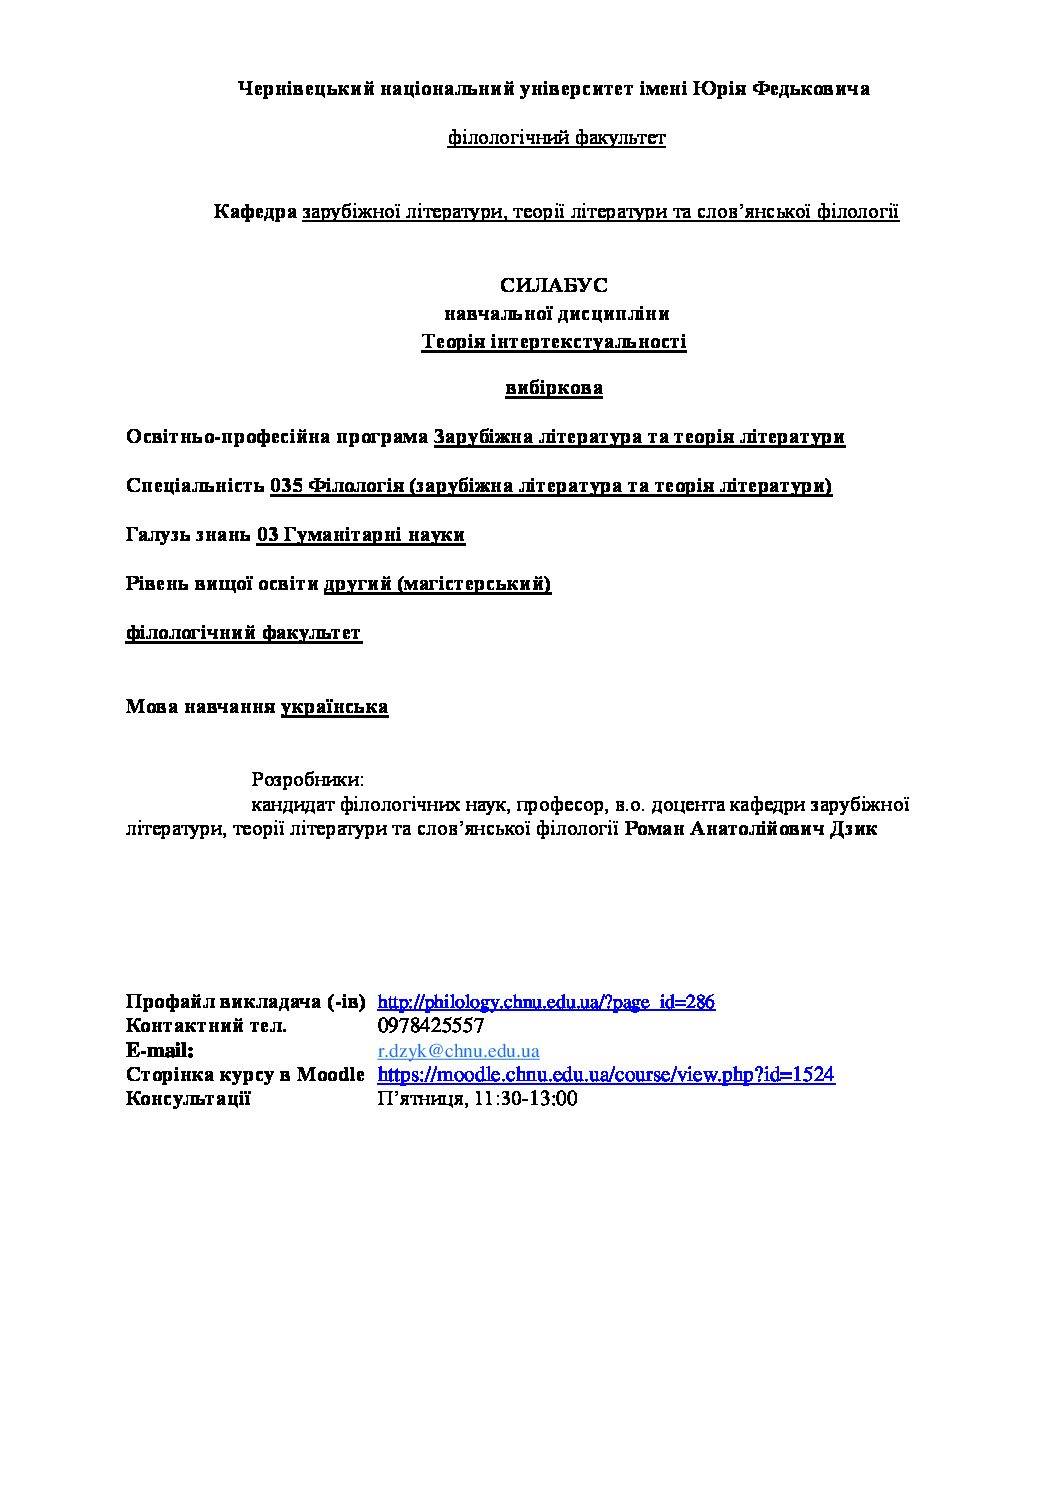 Чернівецький національний університет імені Юрія Федьковича
філологічний факультет
Кафедра зарубіжної літератури, теорії літератури та слов’янської філології
СИЛАБУС
навчальної дисципліни
Теорія інтертекстуальності
вибіркова
Освітньо-професійна програма Зарубіжна література та теорія літератури
Спеціальність 035 Філологія (зарубіжна література та теорія літератури)
Галузь знань 03 Гуманітарні науки
Рівень вищої освіти другий (магістерський)
філологічний факультет
Мова навчання українська
Розробники:
кандидат філологічних наук, професор, в.о. доцента кафедри зарубіжної
літератури, теорії літератури та слов’янської філології Роман Анатолійович Дзик
Профайл викладача (-ів) http://philology.chnu.edu.ua/?page_id=286
Контактний тел. 0978425557
E-mail: r.dzyk@chnu.edu.ua
Сторінка курсу в Moodle https://moodle.chnu.edu.ua/course/view.php?id=1524
Консультації П’ятниця, 11:30-13:00